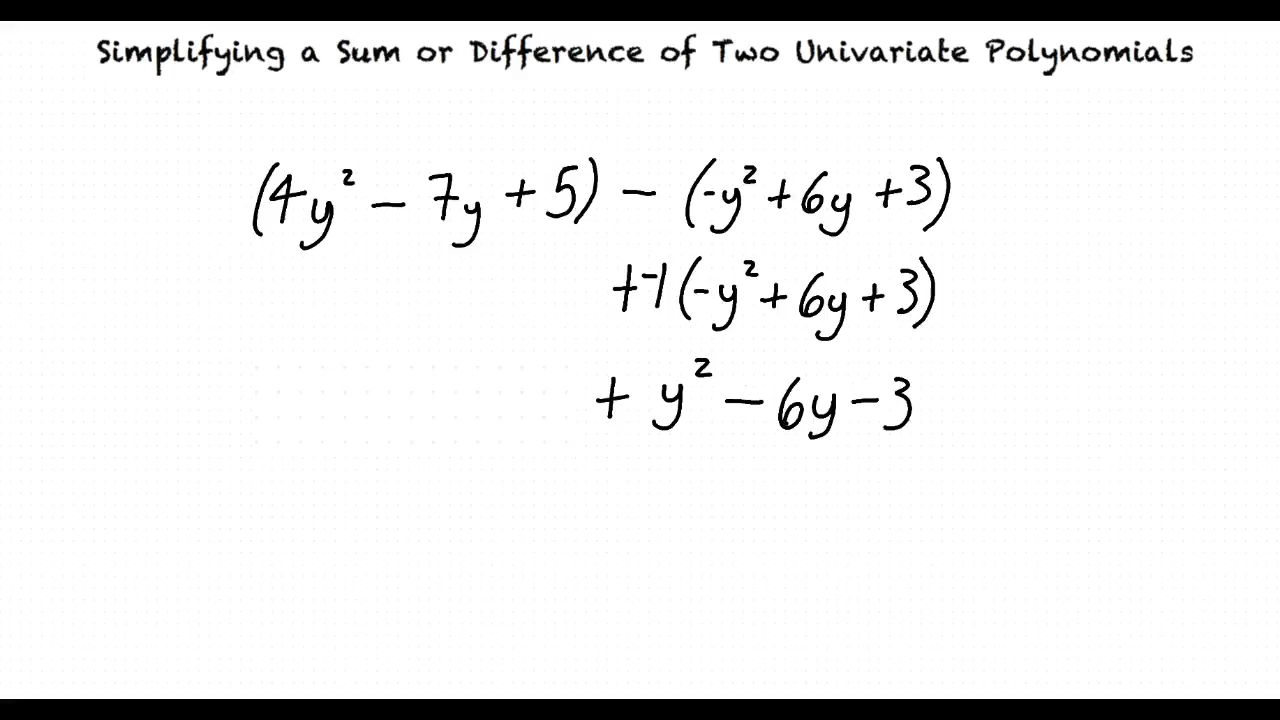 Simplifying a Sum or Difference of Two Univariate Polynomials
(4y² - 7y + 5) - (-y² + 6y + 3)
+-1(-y² + 6y + 3)
+ y² - 6y - 3